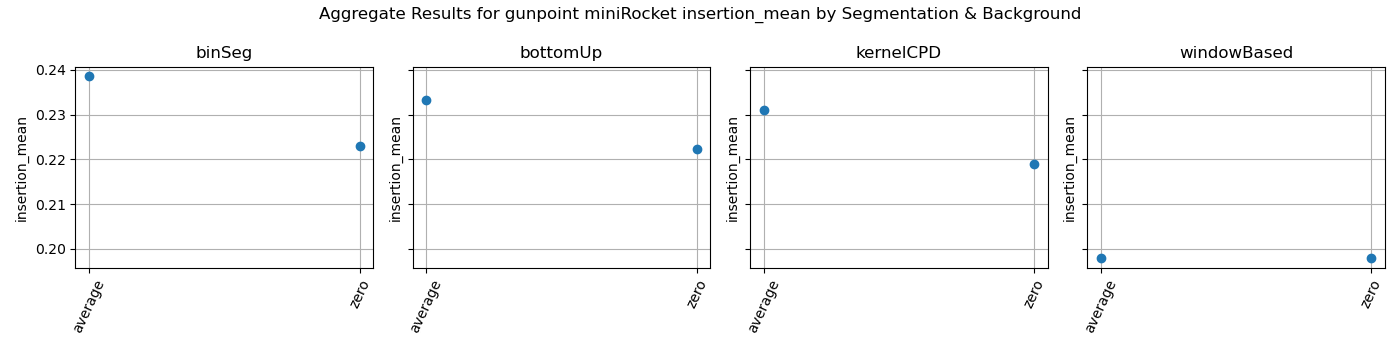 Aggregate Results for gunpoint miniRocket insertion_mean by Segmentation & Background
binSeg
bottomUp
kernelCPD
windowBased
0.24
0.23
0.22
0.21
0.20
insertion_mean
insertion_mean
insertion_mean
insertion_mean
average
zero
average
zero
average
zero
average
zero